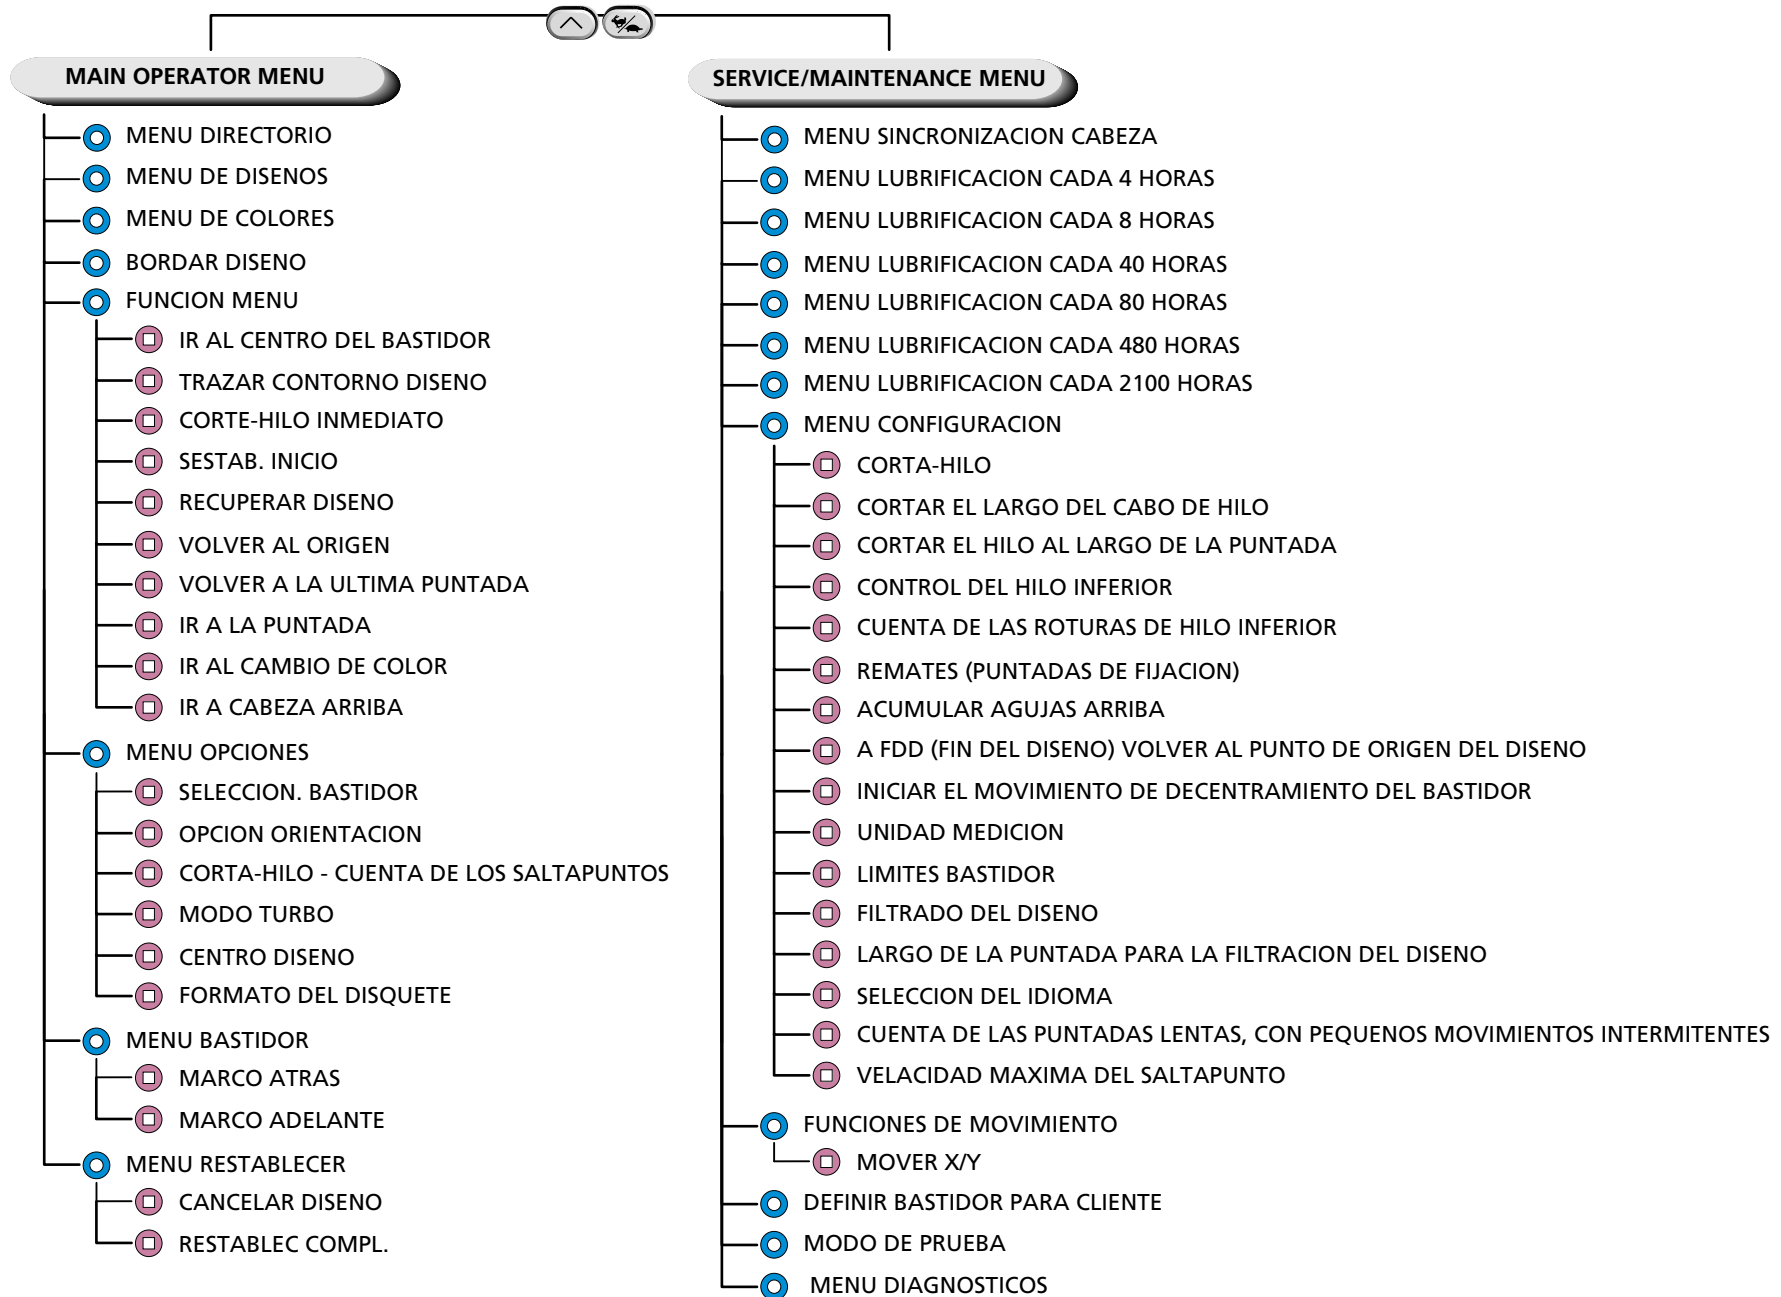 MAIN OPERATOR MENU
MENU DIRECTORIO
MENU DE DISENOS
MENU DE COLORES
BORDAR DISENO
FUNCION MENU
IR AL CENTRO DEL BASTIDOR
TRAZAR CONTORNO DISENO
CORTE-HILO INMEDIATO
SESTAB. INICIO
RECUPERAR DISENO
VOLVER AL ORIGEN
VOLVER A LA ULTIMA PUNTADA
IR A LA PUNTADA
IR AL CAMBIO DE COLOR
IR A CABEZA ARRIBA
MENU OPCIONES
SELECCION. BASTIDOR
OPCION ORIENTACION
CORTA-HILO - CUENTA DE LOS SALTAPUNTOS
MODO TURBO
CENTRO DISENO
FORMATO DEL DISQUETE
MENU BASTIDOR
MARCO ATRAS
MARCO ADELANTE
MENU RESTABLECER
CANCELAR DISENO
RESTABLEC COMPL.
SERVICE/MAINTENANCE MENU
MENU SINCRONIZACION CABEZA
MENU LUBRIFICACION CADA 4 HORAS
MENU LUBRIFICACION CADA 8 HORAS
MENU LUBRIFICACION CADA 40 HORAS
MENU LUBRIFICACION CADA 80 HORAS
MENU LUBRIFICACION CADA 480 HORAS
MENU LUBRIFICACION CADA 2100 HORAS
MENU CONFIGURACION
CORTA-HILO
CORTAR EL LARGO DEL CABO DE HILO
CORTAR EL HILO AL LARGO DE LA PUNTADA
CONTROL DEL HILO INFERIOR
CUENTA DE LAS ROTURAS DE HILO INFERIOR
REMATES (PUNTADAS DE FIJACION)
ACUMULAR AGUJAS ARRIBA
A FDD (FIN DEL DISENO) VOLVER AL PUNTO DE ORIGEN DEL DISENO
INICIAR EL MOVIMIENTO DE DECENTRAMIENTO DEL BASTIDOR
UNIDAD MEDICION
LIMITES BASTIDOR
FILTRADO DEL DISENO
LARGO DE LA PUNTADA PARA LA FILTRACION DEL DISENO
SELECCION DEL IDIOMA
CUENTA DE LAS PUNTADAS LENTAS, CON PEQUENOS MOVIMIENTOS INTERMITENTES
VELACIDAD MAXIMA DEL SALTAPUNTO
FUNCIONES DE MOVIMIENTO
MOVER X/Y
DEFINIR BASTIDOR PARA CLIENTE
MODO DE PRUEBA
MENU DIAGNOSTICOS